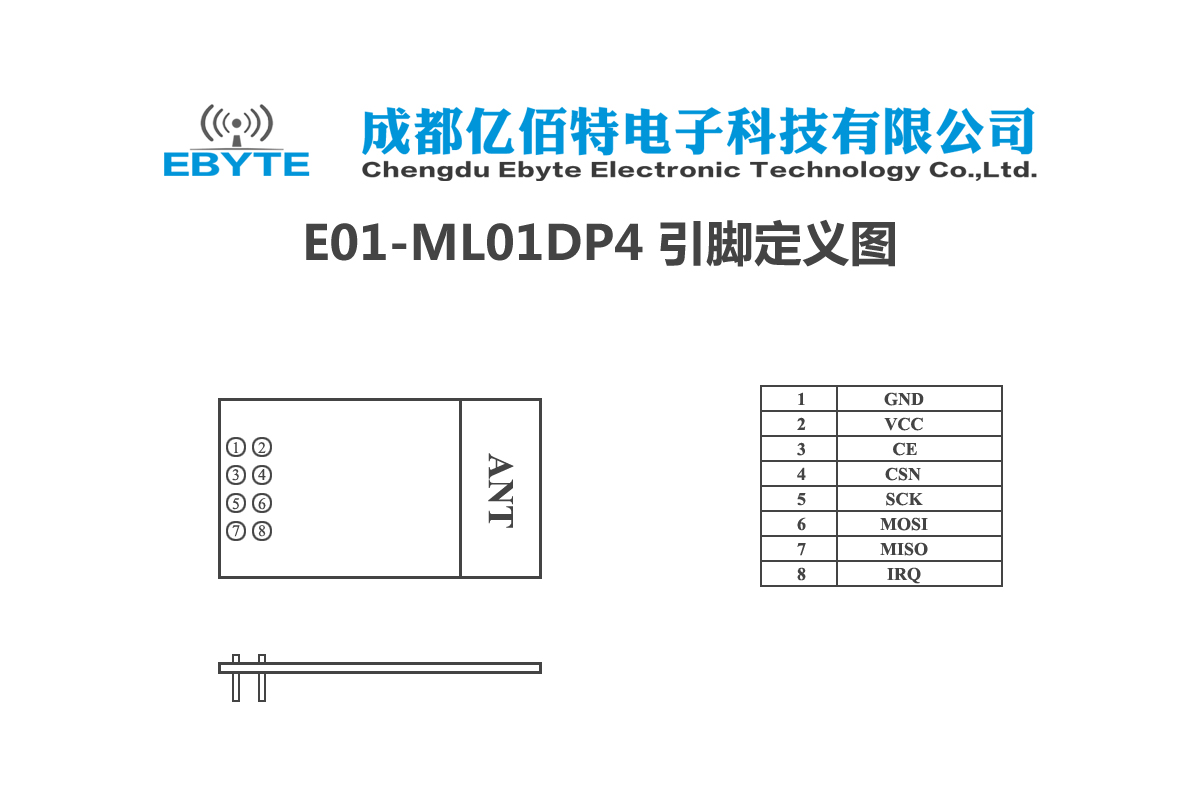 EBYTE
成都亿佰特电子科技有限公司
Chengdu Ebyte Electronic Technology Co.,Ltd.
E01-ML01DP4 引脚定义图
1 2
3 4
5 6
7 8
ANT
1 GND
2 VCC
3 CE
4 CSN
5 SCK
6 MOSI
7 MISO
8 IRQ